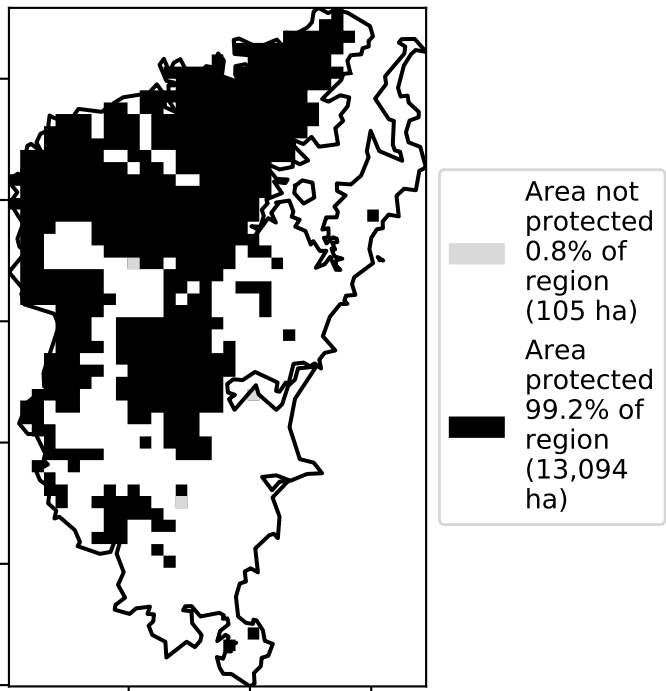 Area not
protected
0.8% of
region
(105 ha)
Area
protected
99.2% of
region
(13,094
ha)